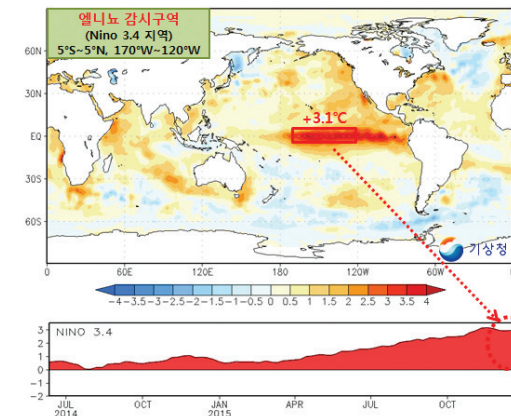 엘니뇨 감시구역
(Nino 3.4 지역)
5°S~5°N, 170°W~120°W
60N
30N
EQ
30S
60S
+3.1℃
0 60E 120E 180 120W 60W 0
기상청
-4 -3.5 -3 -2.5 -2 -1.5 -1 -0.5 0 0.5 1 1.5 2 2.5 3 3.5 4
NINO 3.4
3
2
1
0
-1
-2
JUL OCT JAN APR JUL OCT
2014 2015